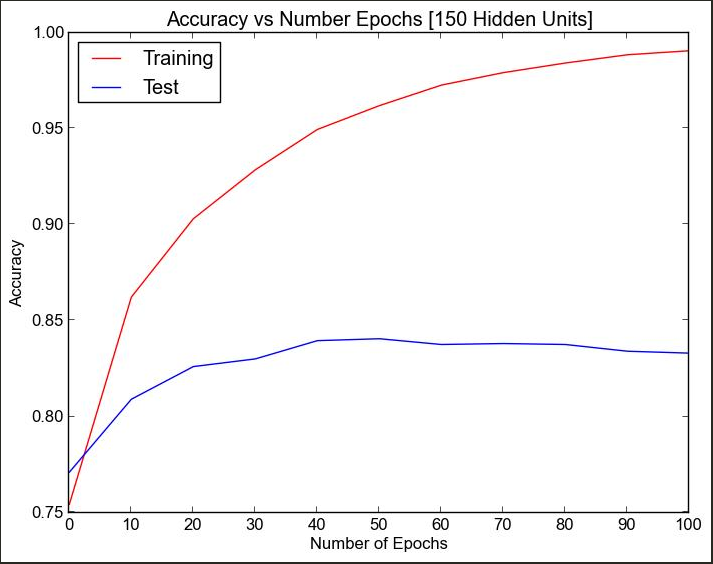 Accuracy vs Number Epochs [150 Hidden Units]
1.00
Training
Test
0.95
0.90
Accuracy
0.85
0.80
0.75
0 10 20 30 40 50 60 70 80 90 100
Number of Epochs